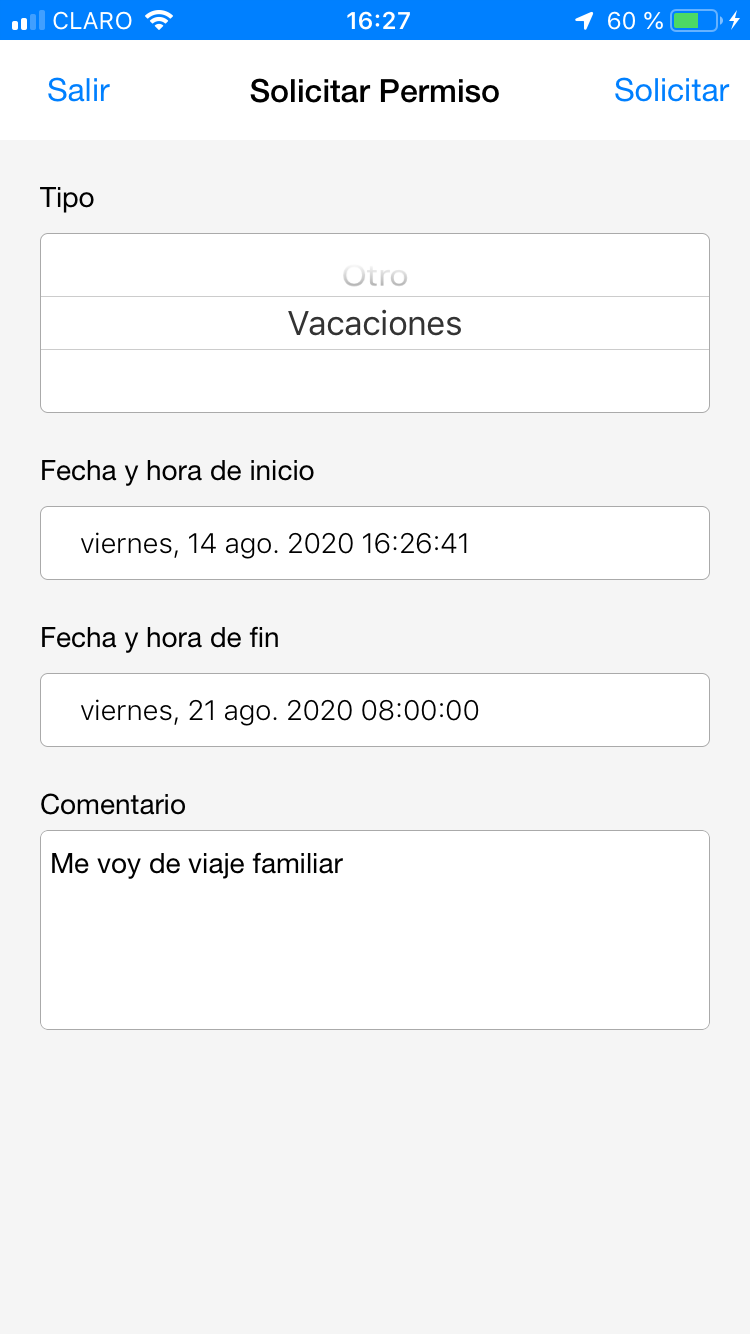 CLARO 16:27 60 %
Salir Solicitar Permiso Solicitar
Tipo
Otro
Vacaciones
Fecha y hora de inicio
viernes, 14 ago. 2020 16:26:41
Fecha y hora de fin
viernes, 21 ago. 2020 08:00:00
Comentario
Me voy de viaje familiar